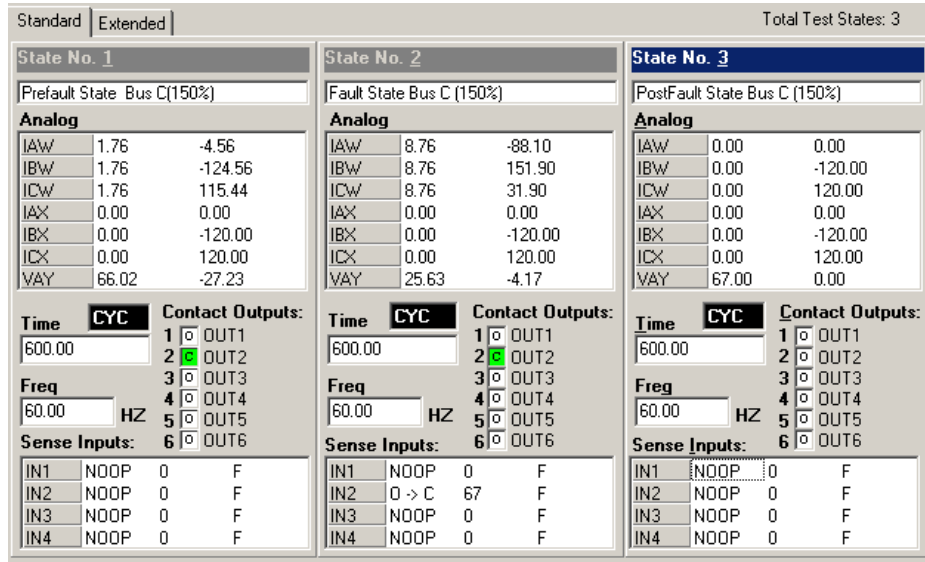 Standard Extended Total Test States: 3
State No. 1
Prefault State Bus C(150%)
Analog
IAW 1.76 -4.56
IBW 1.76 -124.56
ICW 1.76 115.44
IAX 0.00 0.00
IBX 0.00 -120.00
ICX 0.00 120.00
VAY 66.02 -27.23
Time CYC
600.00
Freq
60.00 HZ
Contact Outputs:
1 O OUT1
2 C OUT2
3 O OUT3
4 O OUT4
5 O OUT5
6 O OUT6
Sense Inputs:
IN1 NOOP 0 F
IN2 NOOP 0 F
IN3 NOOP 0 F
IN4 NOOP 0 F
State No. 2
Fault State Bus C (150%)
Analog
IAW 8.76 -88.10
IBW 8.76 151.90
ICW 8.76 31.90
IAX 0.00 0.00
IBX 0.00 -120.00
ICX 0.00 120.00
VAY 25.63 -4.17
Time CYC
600.00
Freq
60.00 HZ
Contact Outputs:
1 O OUT1
2 C OUT2
3 O OUT3
4 O OUT4
5 O OUT5
6 O OUT6
Sense Inputs:
IN1 NOOP 0 F
IN2 O -> C 67 F
IN3 NOOP 0 F
IN4 NOOP 0 F
State No. 3
PostFault State Bus C (150%)
Analog
IAW 0.00 0.00
IBW 0.00 -120.00
ICW 0.00 120.00
IAX 0.00 0.00
IBX 0.00 -120.00
ICX 0.00 120.00
VAY 67.00 0.00
Time CYC
600.00
Freq
60.00 HZ
Contact Outputs:
1 O OUT1
2 O OUT2
3 O OUT3
4 O OUT4
5 O OUT5
6 O OUT6
Sense Inputs:
IN1 NOOP 0 F
IN2 NOOP 0 F
IN3 NOOP 0 F
IN4 NOOP 0 F